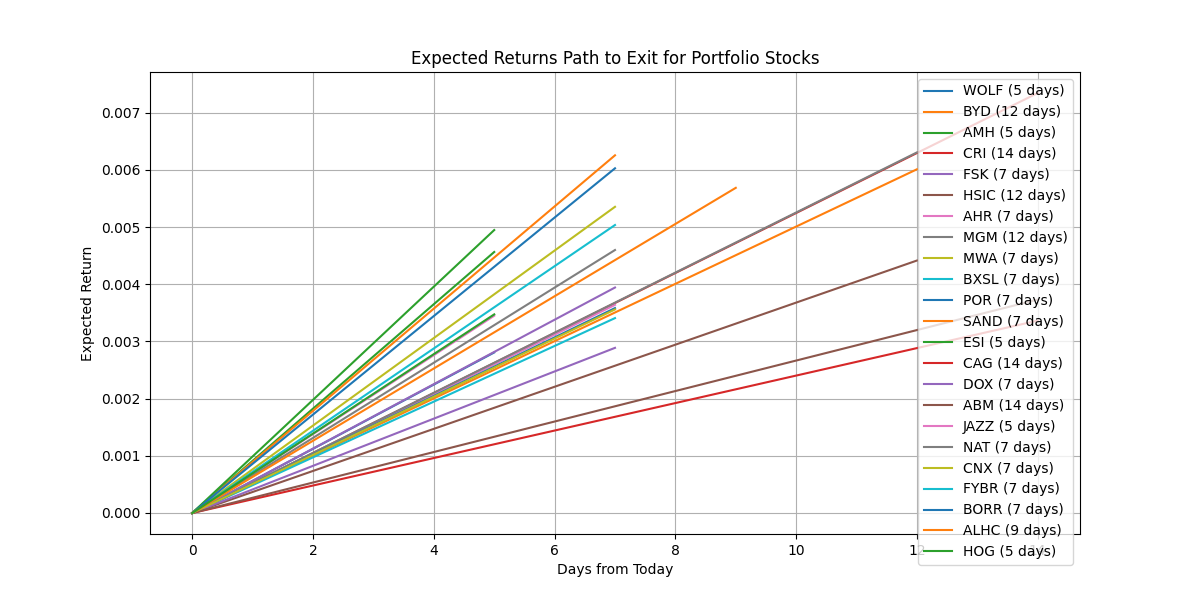 Expected Returns Path to Exit for Portfolio Stocks
Expected Return
0.007
0.006
0.005
0.004
0.003
0.002
0.001
0.000
0 2 4 6 8 10 12
Days from Today
WOLF (5 days)
BYD (12 days)
AMH (5 days)
CRI (14 days)
FSK (7 days)
HSIC (12 days)
AHR (7 days)
MGM (12 days)
MWA (7 days)
BXSL (7 days)
POR (7 days)
SAND (7 days)
ESI (5 days)
CAG (14 days)
DOX (7 days)
ABM (14 days)
JAZZ (5 days)
NAT (7 days)
CNX (7 days)
FYBR (7 days)
BORR (7 days)
ALHC (9 days)
HOG (5 days)